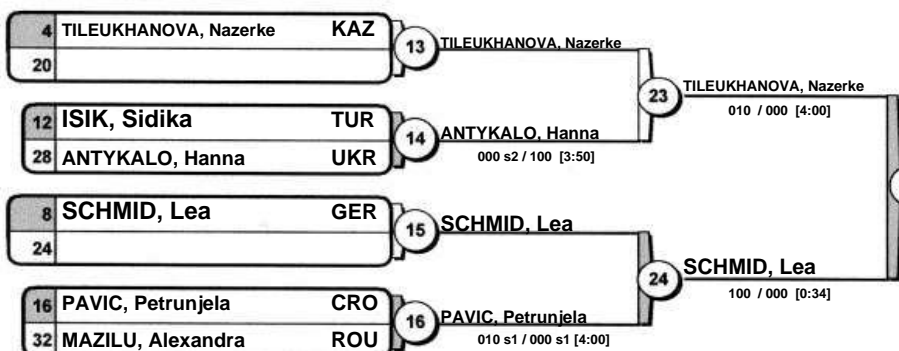 4 TILEUKHANOVA, Nazerke KAZ
20
13
TILEUKHANOVA, Nazerke
12 ISIK, Sidika TUR
28 ANTYKALO, Hanna UKR
14
ANTYKALO, Hanna
000 s2 / 100 [3:50]
23
TILEUKHANOVA, Nazerke
010 / 000 [4:00]
8 SCHMID, Lea GER
24
15
SCHMID, Lea
16 PAVIC, Petrunjela CRO
32 MAZILU, Alexandra ROU
16
PAVIC, Petrunjela
010 s1 / 000 s1 [4:00]
24
SCHMID, Lea
100 / 000 [0:34]